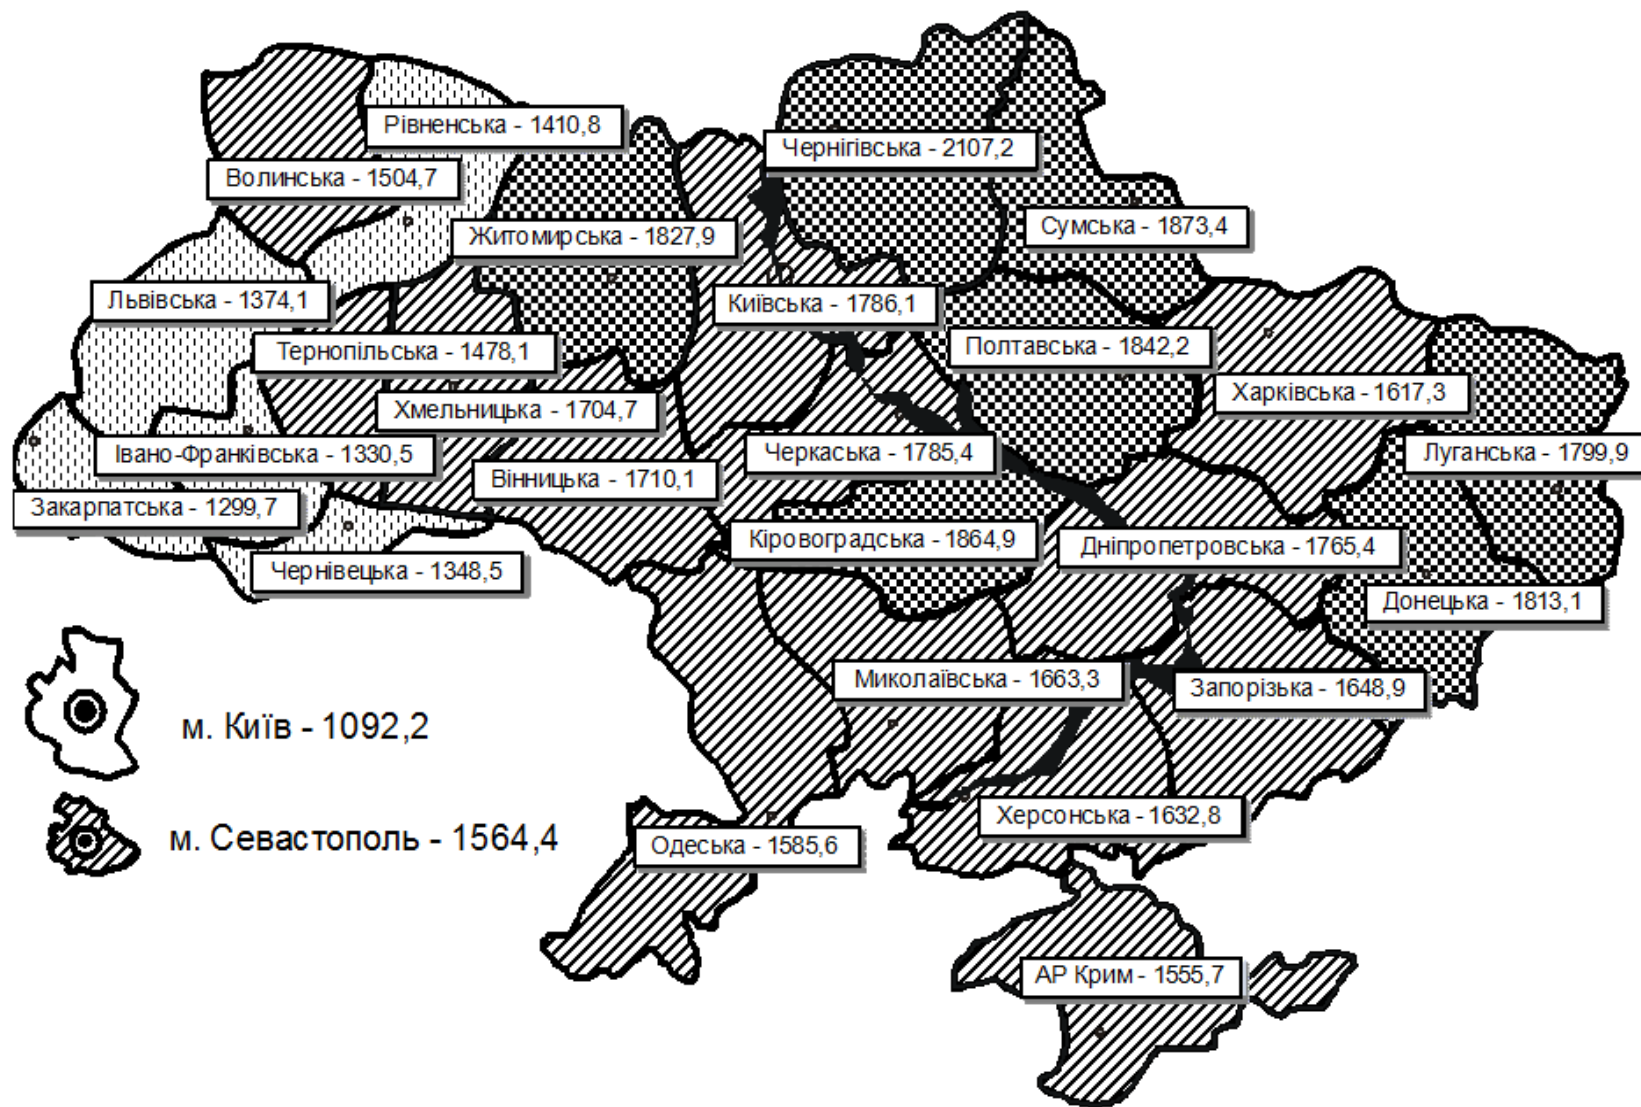 Рівненська - 1410,8
Чернігівська - 2107,2
Волинська - 1504,7
Сумська - 1873,4
Житомирська - 1827,9
Львівська - 1374,1
Київська - 1786,1
Тернопільська - 1478,1
Полтавська - 1842,2
Харківська - 1617,3
Хмельницька - 1704,7
Івано-Франківська - 1330,5
Черкаська - 1785,4
Луганська - 1799,9
Вінницька - 1710,1
Закарпатська - 1299,7
Кіровоградська - 1864,9
Дніпропетровська - 1765,4
Чернівецька - 1348,5
Донецька - 1813,1
Миколаївська - 1663,3
Запорізька - 1648,9
м. Київ - 1092,2
Херсонська - 1632,8
м. Севастополь - 1564,4
Одеська - 1585,6
АР Крим - 1555,7